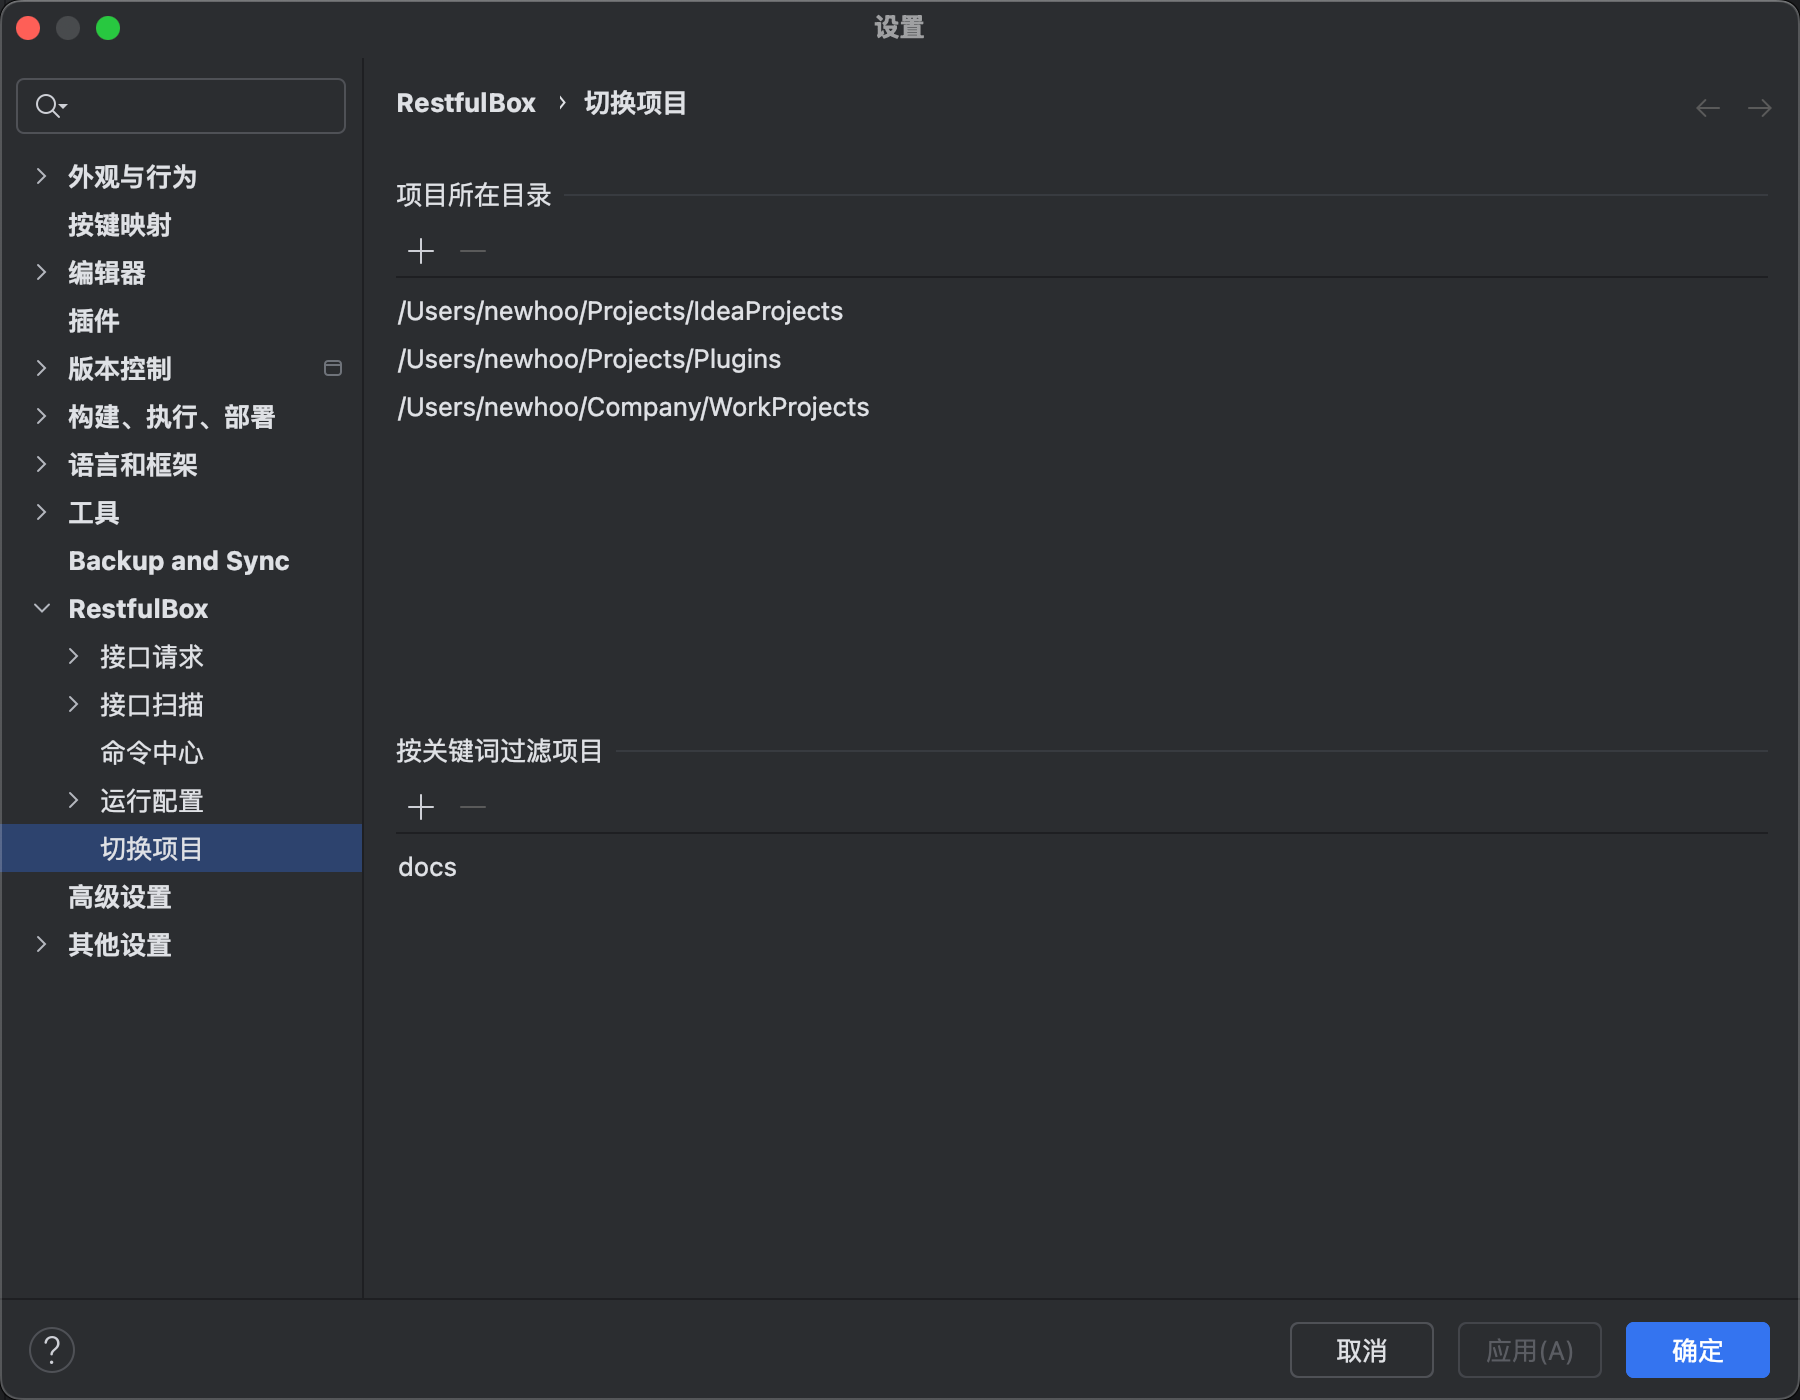 设置
外观与行为
按键映射
编辑器
插件
版本控制
构建、执行、部署
语言和框架
工具
Backup and Sync
RestfulBox
接口请求
接口扫描
命令中心
运行配置
切换项目
高级设置
其他设置
RestfulBox › 切换项目
项目所在目录
/Users/newhoo/Projects/IdeaProjects
/Users/newhoo/Projects/Plugins
/Users/newhoo/Company/WorkProjects
按关键词过滤项目
docs
?
取消
应用(A)
确定